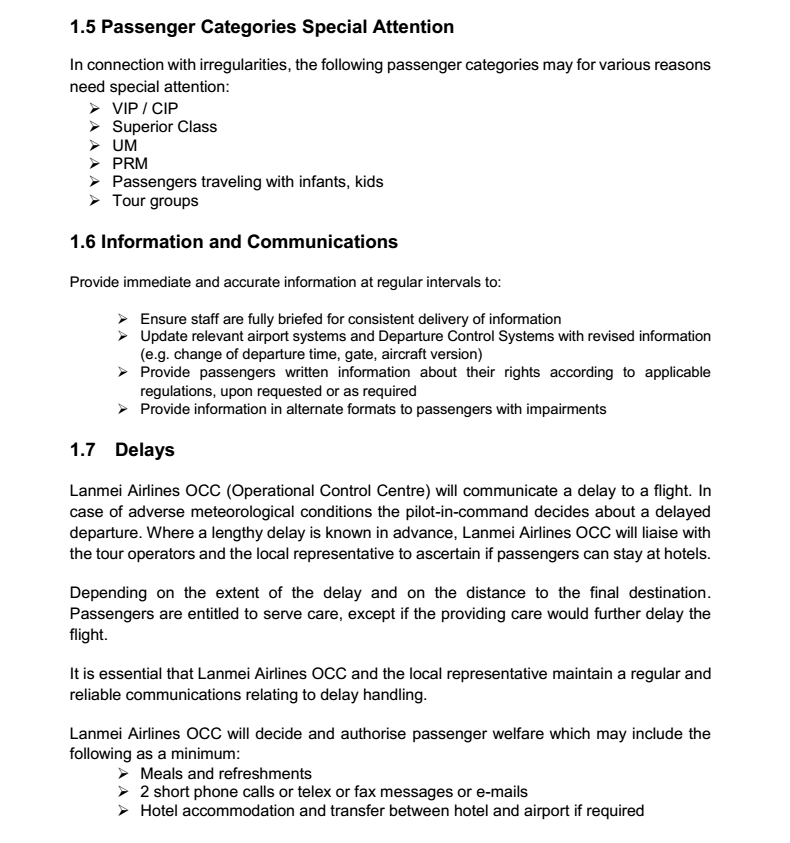 1.5 Passenger Categories Special Attention
In connection with irregularities, the following passenger categories may for various reasons
need special attention:
➢ VIP / CIP
➢ Superior Class
➢ UM
➢ PRM
➢ Passengers traveling with infants, kids
➢ Tour groups
1.6 Information and Communications
Provide immediate and accurate information at regular intervals to:
➢ Ensure staff are fully briefed for consistent delivery of information
➢ Update relevant airport systems and Departure Control Systems with revised information
(e.g. change of departure time, gate, aircraft version)
➢ Provide passengers written information about their rights according to applicable
regulations, upon requested or as required
➢ Provide information in alternate formats to passengers with impairments
1.7 Delays
Lanmei Airlines OCC (Operational Control Centre) will communicate a delay to a flight. In
case of adverse meteorological conditions the pilot-in-command decides about a delayed
departure. Where a lengthy delay is known in advance, Lanmei Airlines OCC will liaise with
the tour operators and the local representative to ascertain if passengers can stay at hotels.
Depending on the extent of the delay and on the distance to the final destination.
Passengers are entitled to serve care, except if the providing care would further delay the
flight.
It is essential that Lanmei Airlines OCC and the local representative maintain a regular and
reliable communications relating to delay handling.
Lanmei Airlines OCC will decide and authorise passenger welfare which may include the
following as a minimum:
➢ Meals and refreshments
➢ 2 short phone calls or telex or fax messages or e-mails
➢ Hotel accommodation and transfer between hotel and airport if required